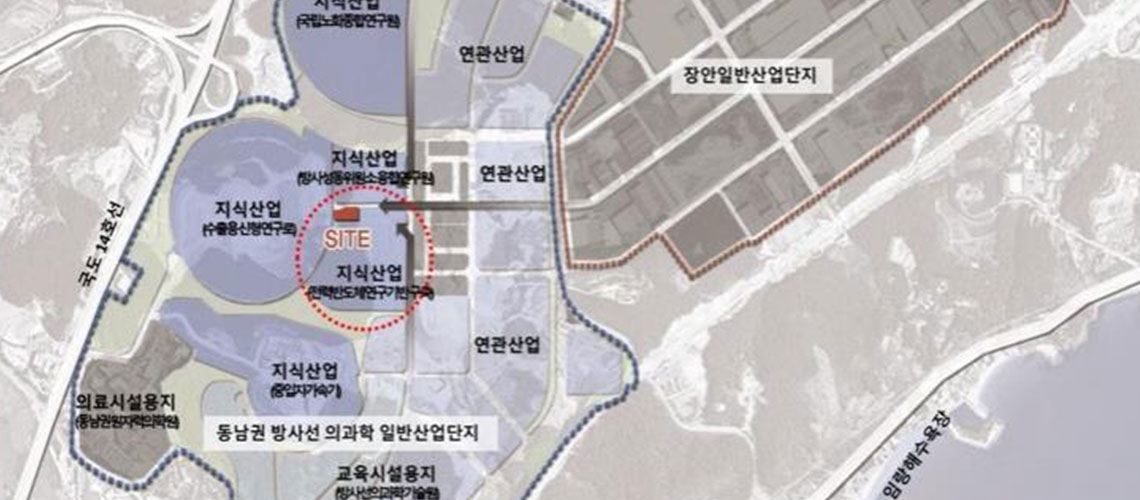 지식산업
(국립노화종합연구원)
연관산업
장안일반산업단지
지식산업
(방사성동위원소융합연구원)
연관산업
지식산업
(수출용신형연구로)
SITE
국도 14호선
지식산업
(전력반도체연구기반구축)
연관산업
지식산업
(중입자가속기)
의료시설용지
(동남권원자력의학원)
동남권 방사선 의과학 일반산업단지
교육시설용지
(방사선의과학기술원)
임랑해수욕장